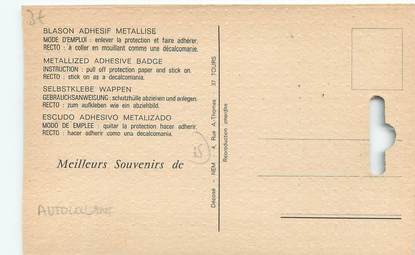 37
BLASON ADHESIF METALLISE
MODE D'EMPLOI : enlever la protection et faire adhérer.
RECTO : à coller en mouillant comme une décalcomanie.
METALLIZED ADHESIVE BADGE
INSTRUCTION : pull off protection paper and stick on.
RECTO : stick on as a decalcomania.
SELBSTKLEBE WAPPEN
GEBRAUCHSANWEISUNG: schutzhülle abziehen und anlegen.
RECTO : zum aufkleben wie ein abziehbild.
ESCUDO ADHESIVO METALIZADO
MODO DE EMPLEE : quitar la protección hacer adherir.
RECTO: hacer adherir como una decalcomania.
Meilleurs Souvenirs de
AUTOCOLLANT
15
Déposé - NEM - 4, Rue A.-Thomas 37 TOURS
Reproduction interdite